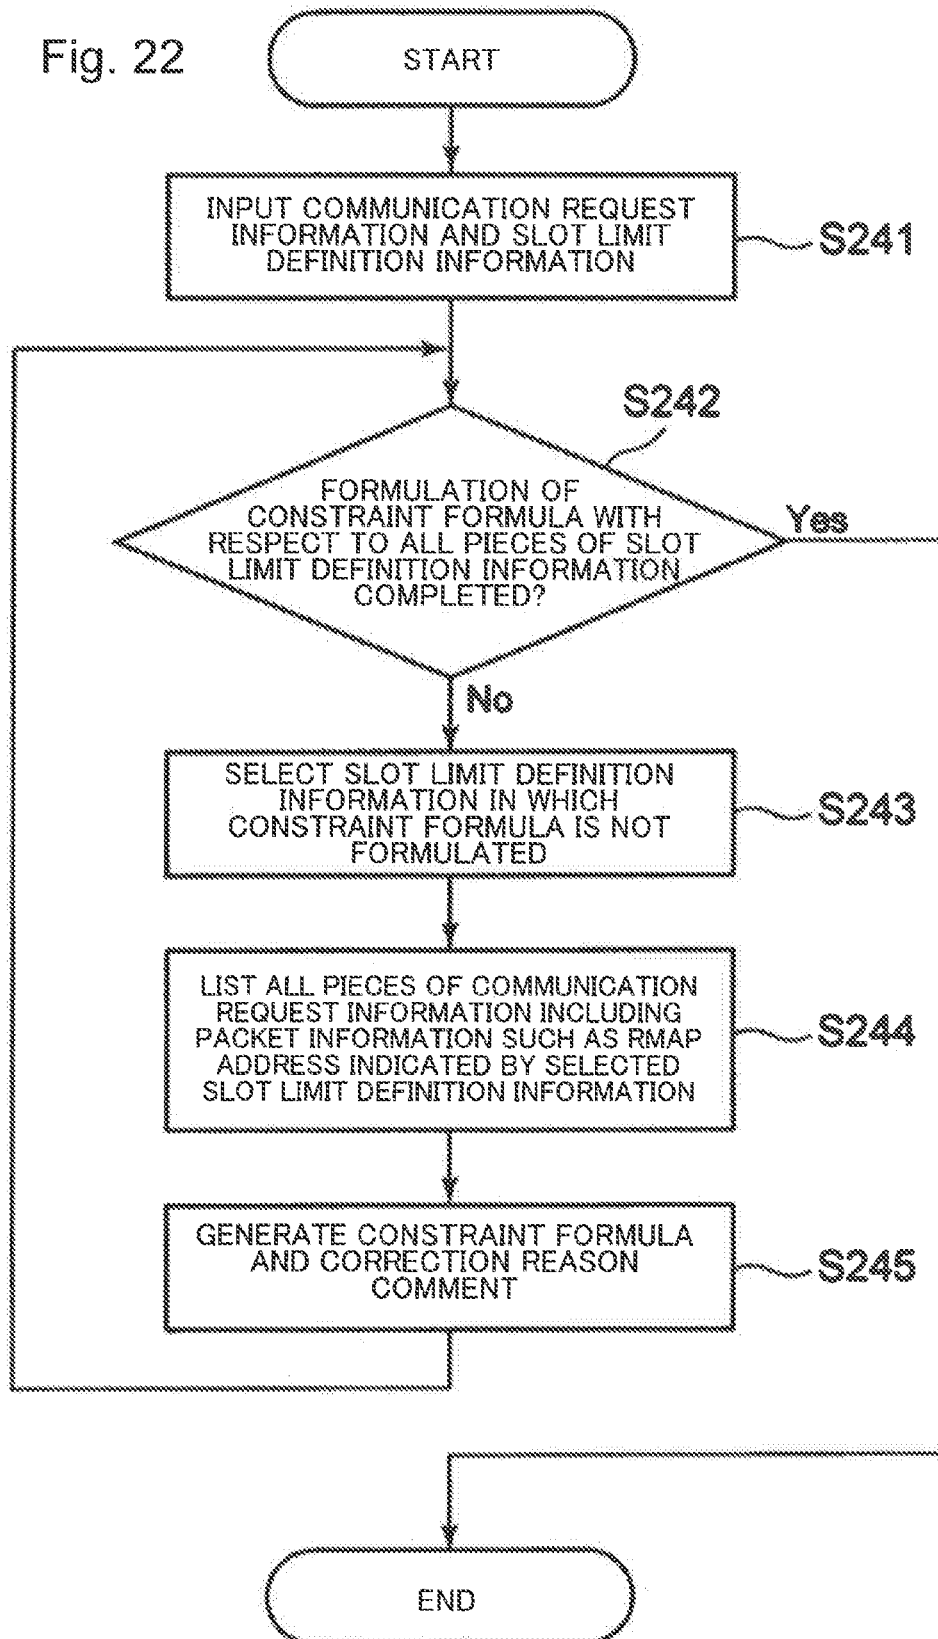 Fig. 22
START
INPUT COMMUNICATION REQUEST
INFORMATION AND SLOT LIMIT
DEFINITION INFORMATION
S241
S242
FORMULATION OF
CONSTRAINT FORMULA WITH
RESPECT TO ALL PIECES OF SLOT
LIMIT DEFINITION INFORMATION
COMPLETED?
Yes
No
SELECT SLOT LIMIT DEFINITION
INFORMATION IN WHICH
CONSTRAINT FORMULA IS NOT
FORMULATED
S243
LIST ALL PIECES OF COMMUNICATION
REQUEST INFORMATION INCLUDING
PACKET INFORMATION SUCH AS RMAP
ADDRESS INDICATED BY SELECTED
SLOT LIMIT DEFINITION INFORMATION
S244
GENERATE CONSTRAINT FORMULA
AND CORRECTION REASON
COMMENT
S245
END